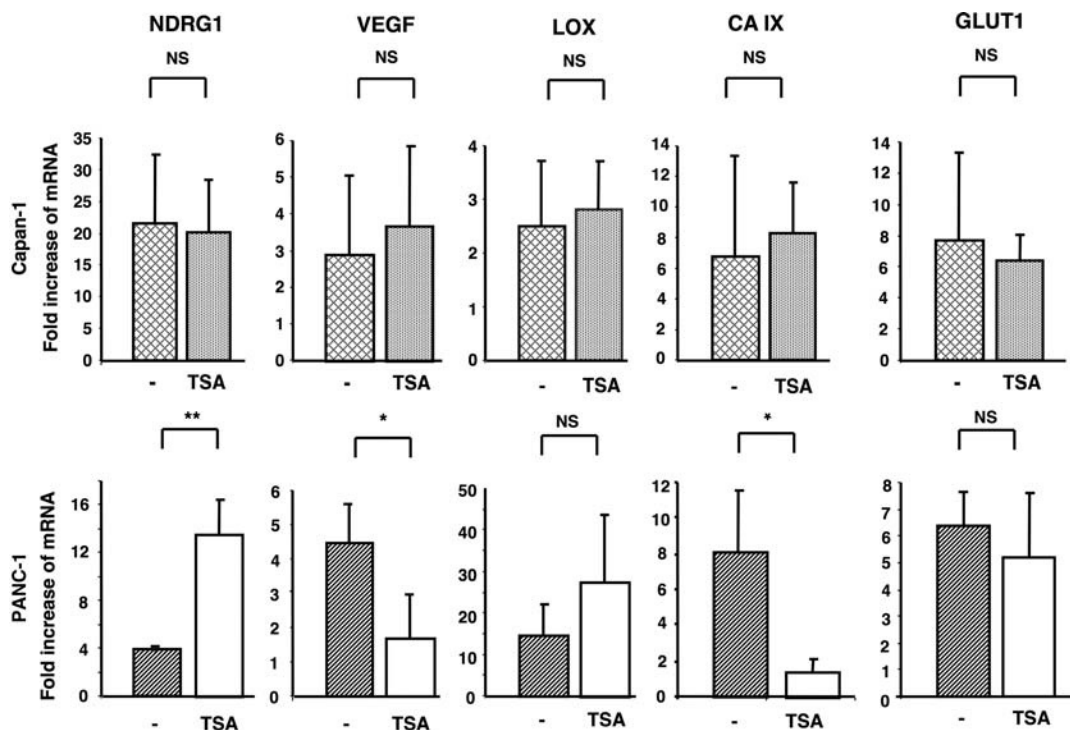 NDRG1 VEGF LOX CA IX GLUT1
NS NS NS NS NS
Capan-1
Fold increase of mRNA
35 30 25 20 15 10 5 0
6 5 4 3 2 1 0
4 3 2 1 0
14 12 10 8 6 4 2 0
14 12 10 8 6 4 2 0
- TSA - TSA - TSA - TSA - TSA
** * NS * NS
PANC-1
Fold increase of mRNA
16 12 8 4 0
6 5 4 3 2 1 0
50 40 30 20 10 0
12 10 8 6 4 2 0
8 7 6 5 4 3 2 1 0
- TSA - TSA - TSA - TSA - TSA